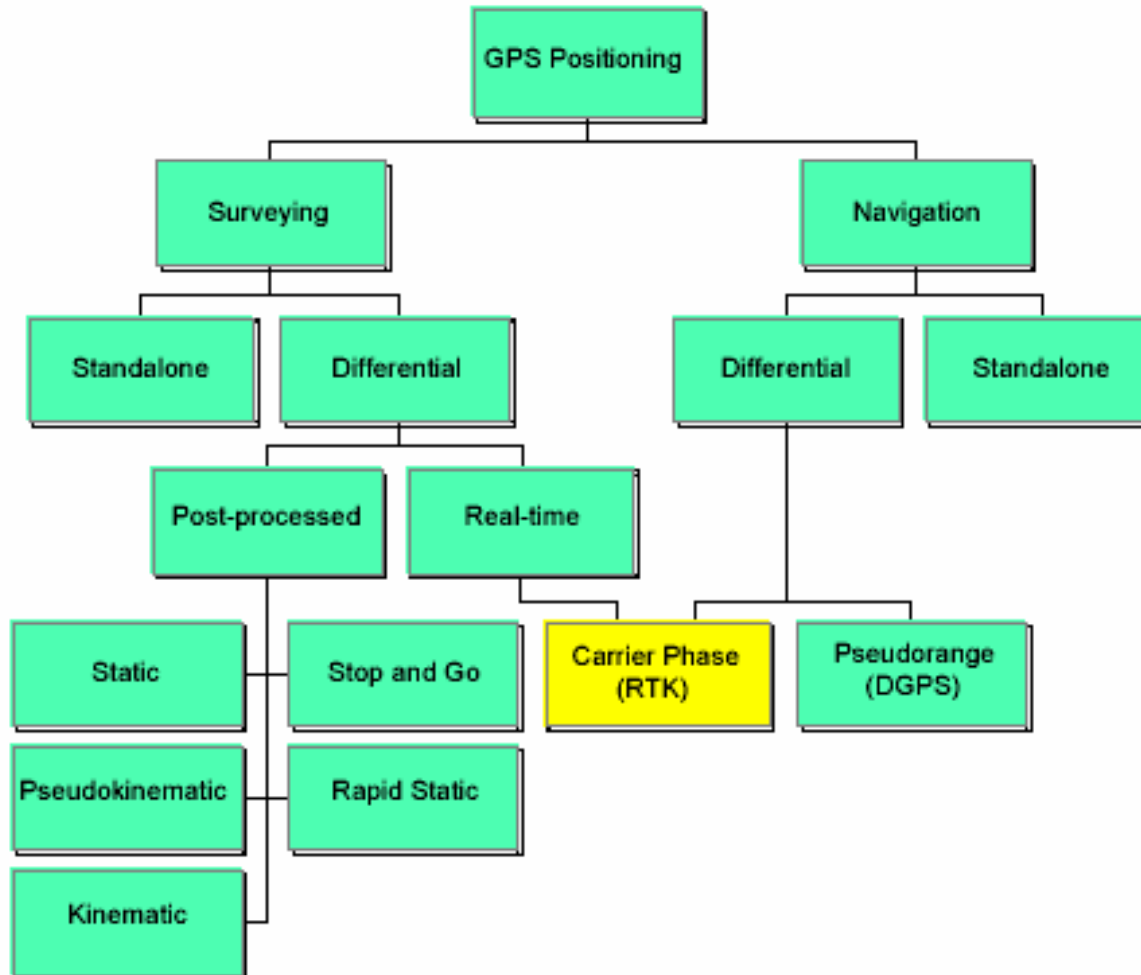 GPS Positioning
Surveying
Navigation
Standalone
Differential
Differential
Standalone
Post-processed
Real-time
Static
Stop and Go
Carrier Phase
(RTK)
Pseudorange
(DGPS)
Pseudokinematic
Rapid Static
Kinematic